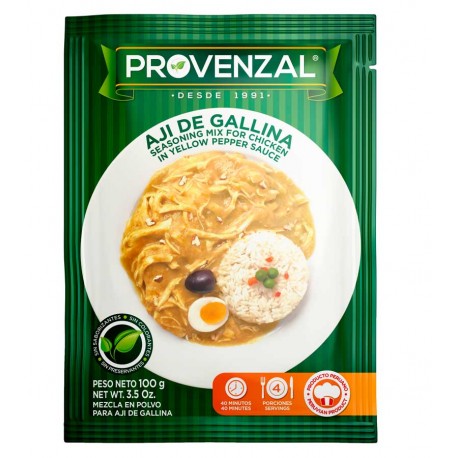 PROVENZAL®
• DESDE 1991 •
AJI DE GALLINA
SEASONING MIX FOR CHICKEN
IN YELLOW PEPPER SAUCE
SIN SABORIZANTES • SIN COLORANTES
SIN PRESERVANTES
PESO NETO 100 g
NET WT. 3.5 Oz.
MEZCLA EN POLVO
PARA AJI DE GALLINA
40 MINUTOS
40 MINUTES
4
PORCIONES
SERVINGS
PRODUCTO PERUANO
PERUVIAN PRODUCT